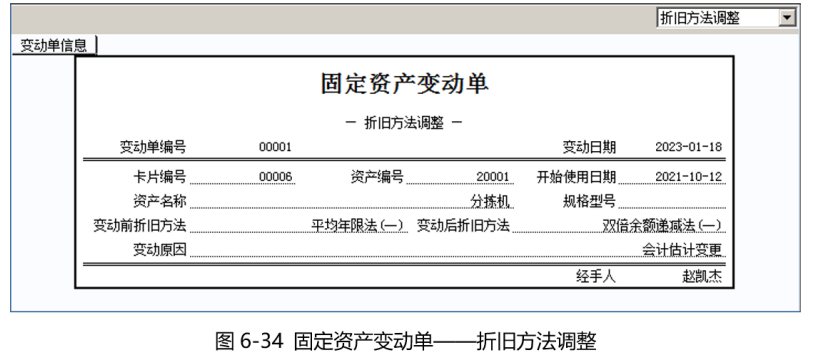 折旧方法调整
变动单信息
固定资产变动单
— 折旧方法调整 —
变动单编号 00001 变动日期 2023-01-18
卡片编号 00006 资产编号 20001 开始使用日期 2021-10-12
资产名称 分拣机 规格型号
变动前折旧方法 平均年限法(一) 变动后折旧方法 双倍余额递减法(一)
变动原因 会计估计变更
经手人 赵凯杰
图 6-34 固定资产变动单——折旧方法调整